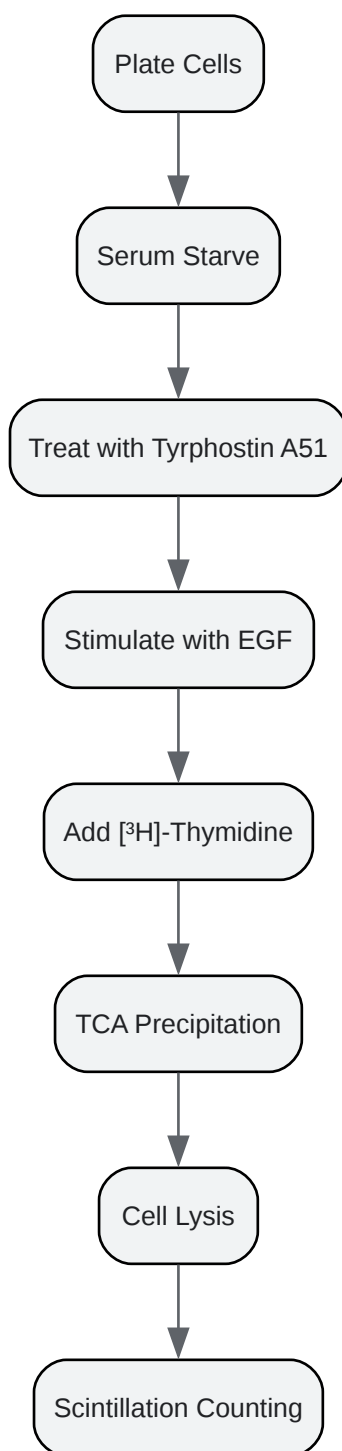 Plate Cells
Serum Starve
Treat with Tyrphostin A51
Stimulate with EGF
Add [³H]-Thymidine
TCA Precipitation
Cell Lysis
Scintillation Counting